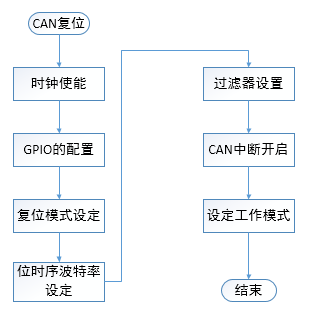 CAN复位
时钟使能
GPIO的配置
复位模式设定
位时序波特率
设定
过滤器设置
CAN中断开启
设定工作模式
结束